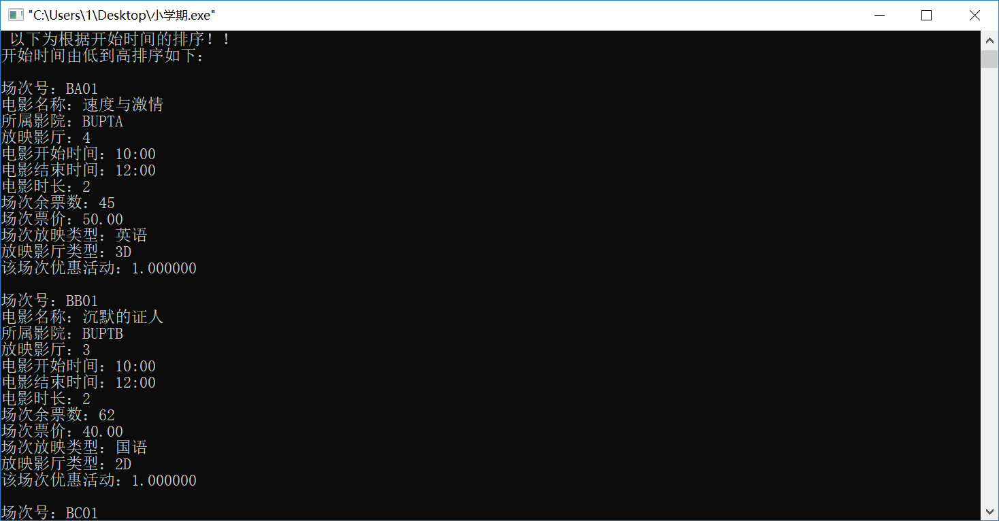 "C:\Users\1\Desktop\小学期.exe"
以下为根据开始时间的排序！！
开始时间由低到高排序如下：
场次号：BA01
电影名称：速度与激情
所属影院：BUPTA
放映影厅：4
电影开始时间：10:00
电影结束时间：12:00
电影时长：2
场次余票数：45
场次票价：50.00
场次放映类型：英语
放映影厅类型：3D
该场次优惠活动：1.000000
场次号：BB01
电影名称：沉默的证人
所属影院：BUPTB
放映影厅：3
电影开始时间：10:00
电影结束时间：12:00
电影时长：2
场次余票数：62
场次票价：40.00
场次放映类型：国语
放映影厅类型：2D
该场次优惠活动：1.000000
场次号：BC01